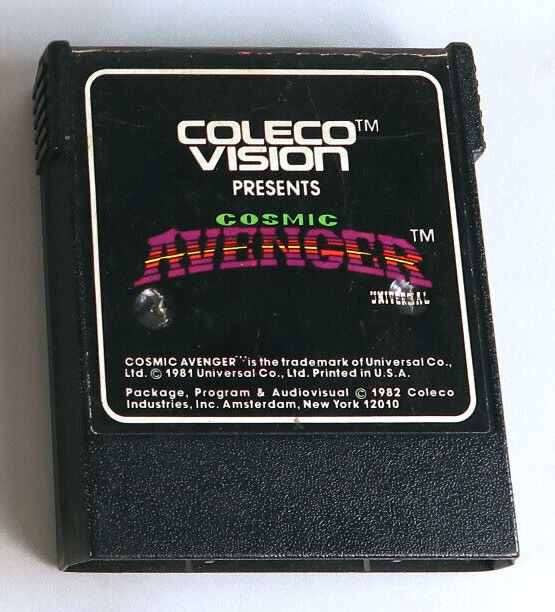 COLECO™
VISION
PRESENTS
COSMIC
AVENGER™
UNIVERSAL
COSMIC AVENGER™ is the trademark of Universal Co.,
Ltd. © 1981 Universal Co., Ltd. Printed in U.S.A.
Package, Program & Audiovisual © 1982 Coleco
Industries, Inc. Amsterdam, New York 12010